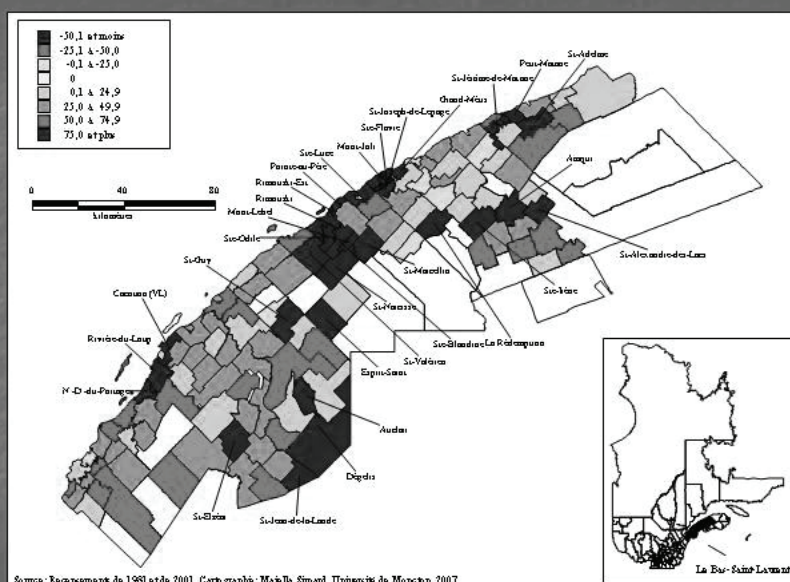 -50,1 et moins
-25,1 à -50,0
-0,1 à -25,0
0
0,1 à 24,9
25,0 à 49,9
50,0 à 74,9
75,0 et plus
0 40 80
kilomètres
St-Adelme
Petit-Matane
St-Jérôme-de-Matane
Grand-Métis
St-Joseph-de-Lepage
Ste-Flavie
Mont-Joli
Ste-Luce
Pointe-au-Père
Rimouski-Est
Rimouski
Mont-Lebel
Ste-Odile
St-Guy
Cacouna (VL)
Rivière-du-Loup
N.-D.-du-Portage
Amqui
St-Alexandre-des-Lacs
Ste-Irène
St-Marcellin
La Rédemption
St-Narcisse
Ste-Blandine
St-Valérien
Esprit-Saint
Auclair
Dégelis
St-Jean-de-la-Lande
St-Elzéar
Le Bas-Saint-Laurent
Source: Recensements de 1981 et de 2001. Cartographie: Majella Simard, Université de Moncton, 2007